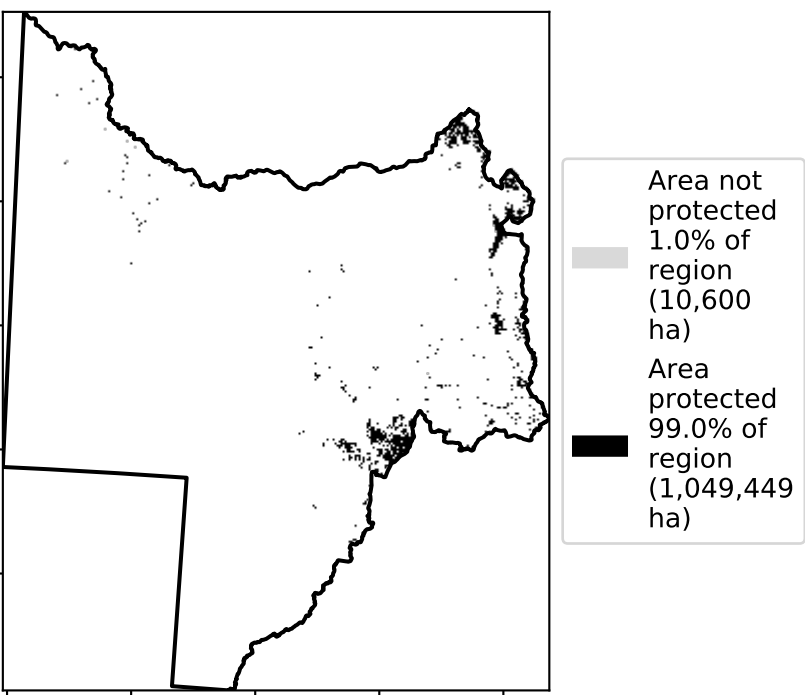 Area not
protected
1.0% of
region
(10,600
ha)
Area
protected
99.0% of
region
(1,049,449
ha)